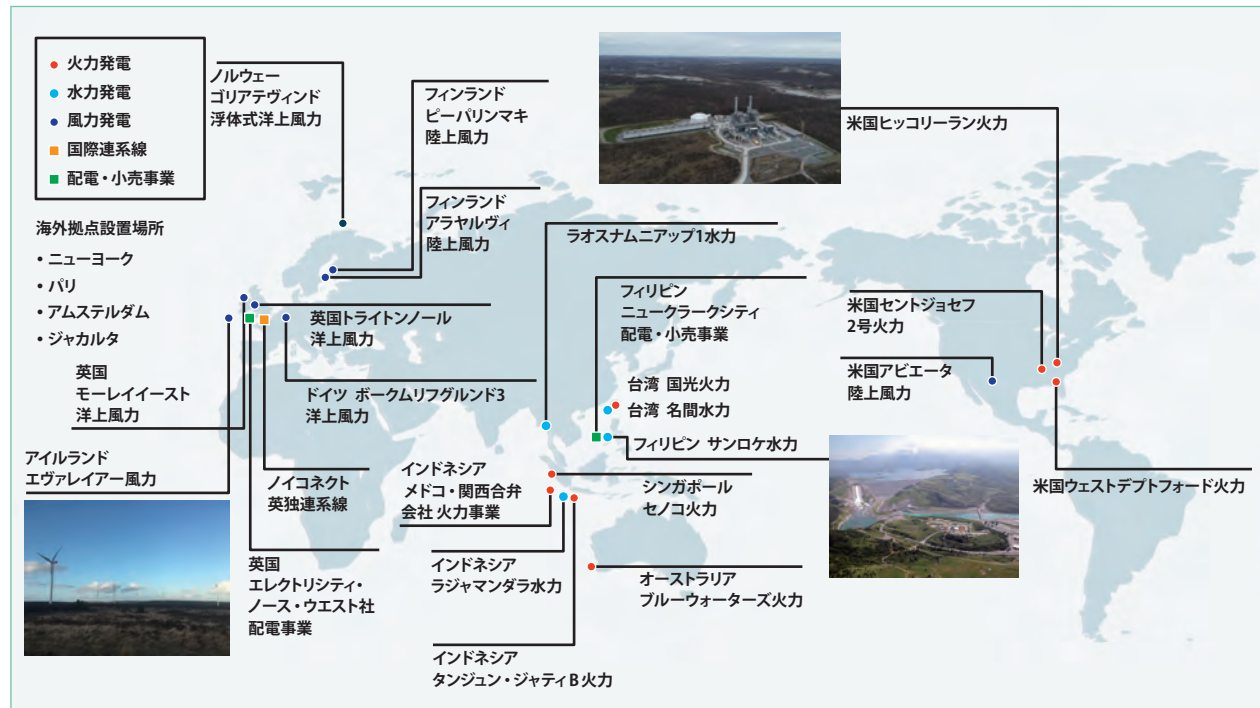 火力発電
水力発電
風力発電
国際連系線
配電・小売事業
海外拠点設置場所
・ニューヨーク
・パリ
・アムステルダム
・ジャカルタ
ノルウェー
ゴリアテヴィンド
浮体式洋上風力
フィンランド
ピーパリンマキ
陸上風力
フィンランド
アラヤルヴィ
陸上風力
米国ヒッコリーラン火力
ラオスナムニアップ1水力
フィリピン
ニュークラークシティ
配電・小売事業
米国セントジョセフ
2号火力
米国アビエータ
陸上風力
英国トライトンノール
洋上風力
英国
モーレイイースト
洋上風力
ドイツ ボークムリフグルンド3
洋上風力
台湾 国光火力
台湾 名間水力
フィリピン サンロケ水力
アイルランド
エヴァレイアー風力
ノイコネクト
英独連系線
インドネシア
メドコ・関西合弁
会社 火力事業
シンガポール
セノコ火力
米国ウェストデプトフォード火力
英国
エレクトリシティ・
ノース・ウエスト社
配電事業
インドネシア
ラジャマンダラ水力
オーストラリア
ブルーウォーターズ火力
インドネシア
タンジュン・ジャティB火力